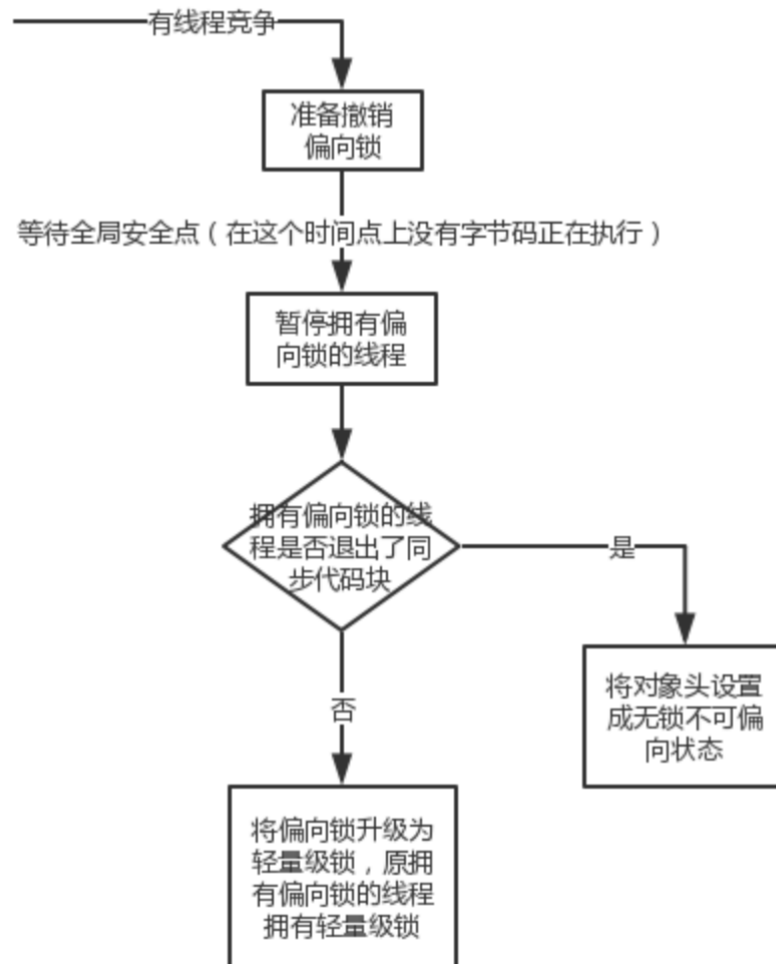 有线程竞争
准备撤销
偏向锁
等待全局安全点（在这个时间点上没有字节码正在执行）
暂停拥有偏
向锁的线程
拥有偏向锁的线
程是否退出了同
步代码块
是
将对象头设置
成无锁不可偏
向状态
否
将偏向锁升级为
轻量级锁，原拥
有偏向锁的线程
拥有轻量级锁